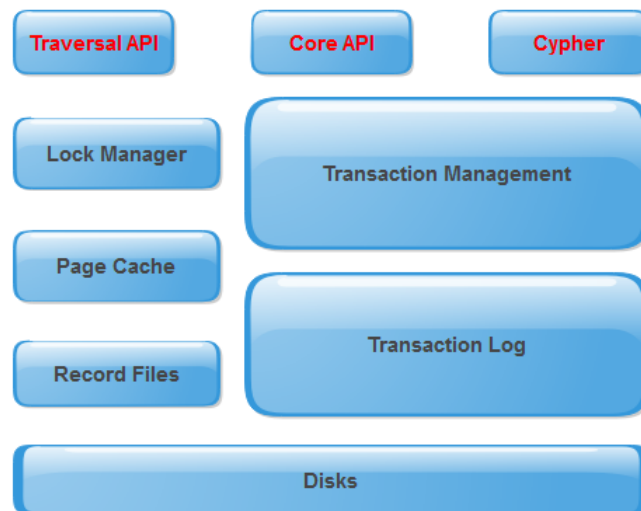 Traversal API
Core API
Cypher
Lock Manager
Transaction Management
Page Cache
Transaction Log
Record Files
Disks